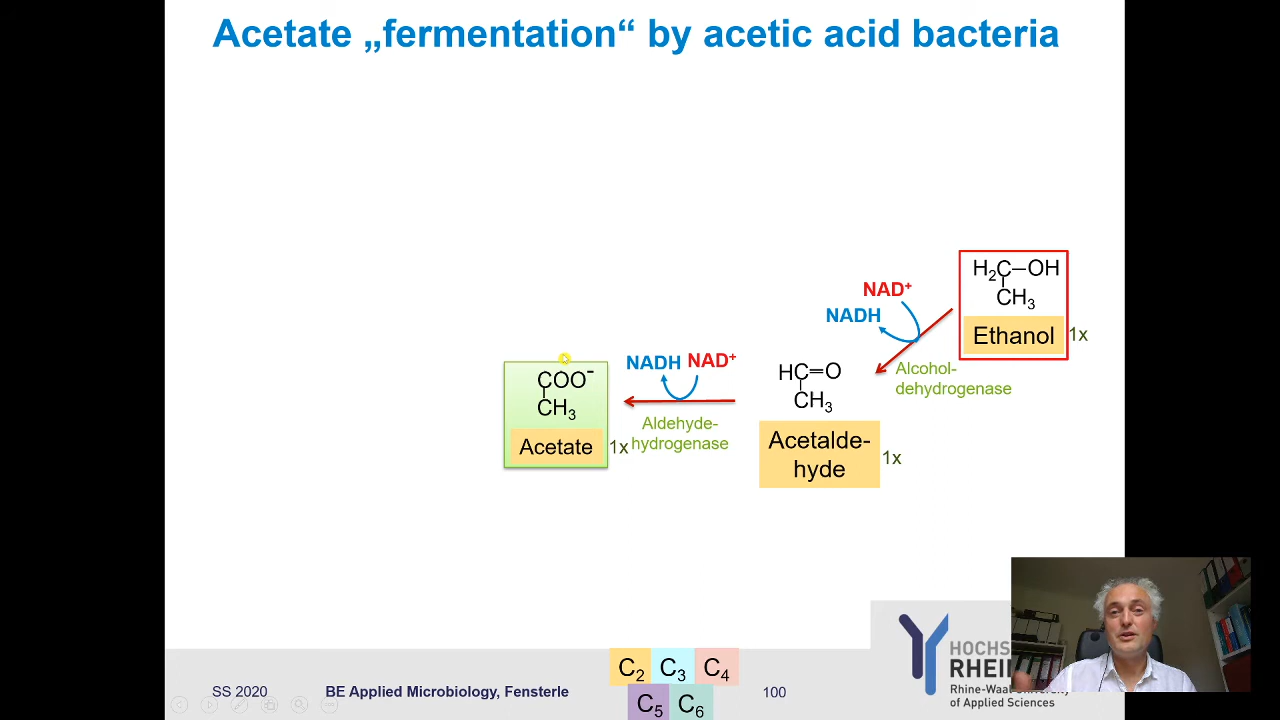 Acetate „fermentation“ by acetic acid bacteria
H₂C–OH
CH₃
Ethanol
1x
NAD⁺
NADH
Alcohol-
dehydrogenase
HC=O
CH₃
Acetalde-
hyde
1x
NADH NAD⁺
Aldehyde-
hydrogenase
COO⁻
CH₃
Acetate
1x
C₂ C₃ C₄
C₅ C₆
SS 2020
BE Applied Microbiology, Fensterle
100
HOCHS
RHEIN
Rhine-Waal University
of Applied Sciences